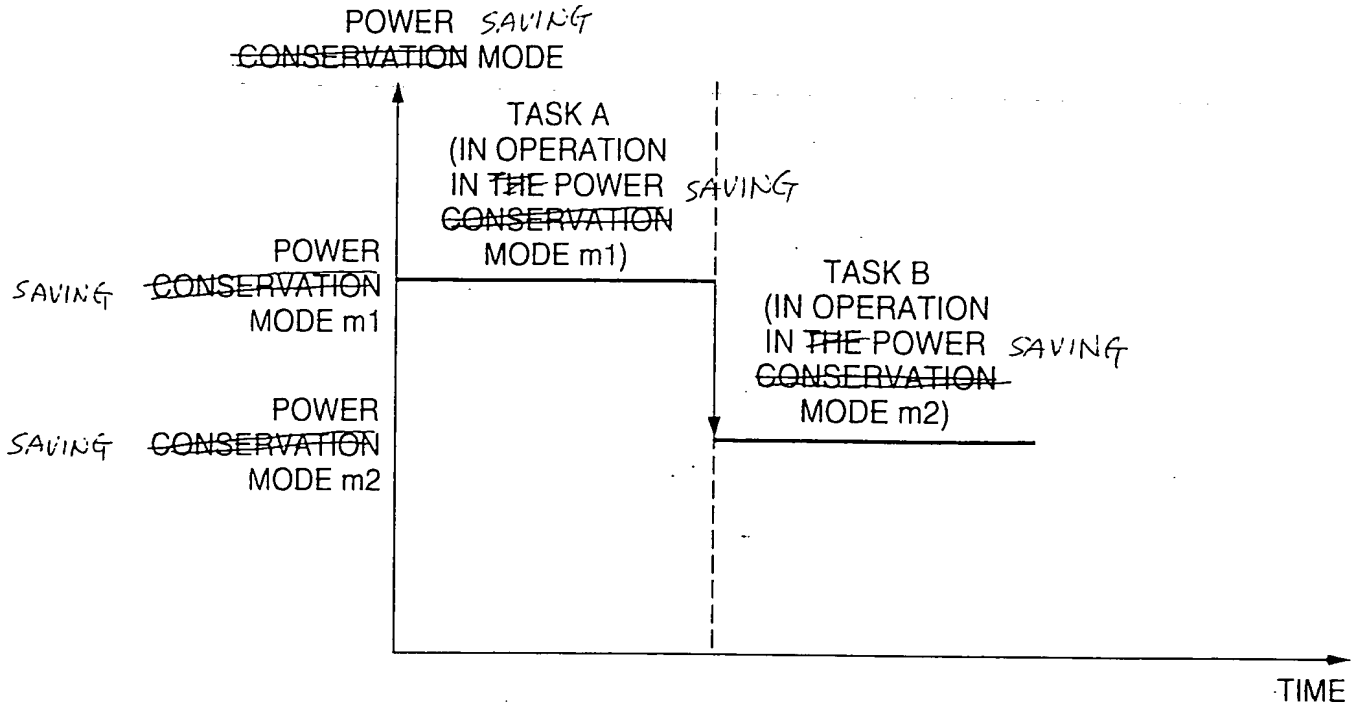 POWER SAVING
CONSERVATION MODE
TASK A
(IN OPERATION
IN THE POWER SAVING
CONSERVATION
MODE m1)
POWER
SAVING CONSERVATION
MODE m1
TASK B
(IN OPERATION
IN THE POWER SAVING
CONSERVATION
MODE m2)
POWER
SAVING CONSERVATION
MODE m2
TIME